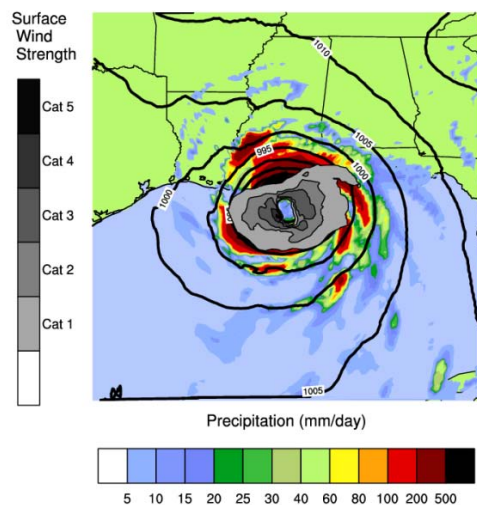 Surface
Wind
Strength
Cat 5
Cat 4
Cat 3
Cat 2
Cat 1
1010
1005
995
1000
1000
1005
Precipitation (mm/day)
5 10 15 20 25 30 40 60 80 100 200 500